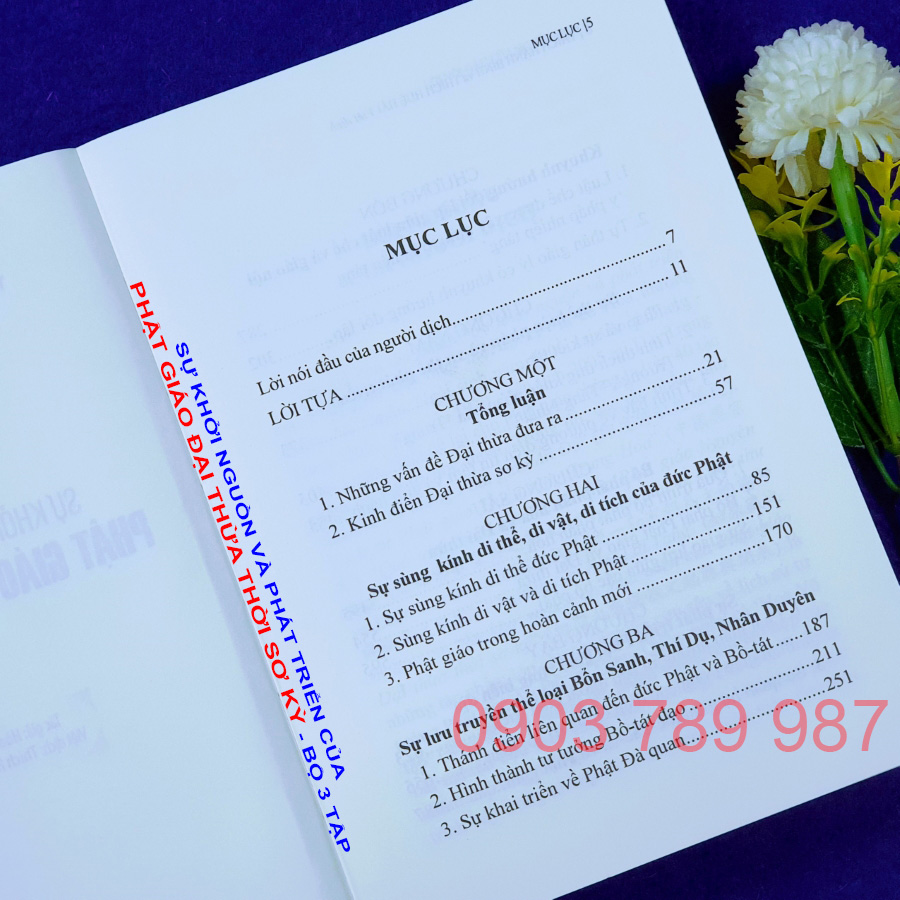 MỤC LỤC |5
MỤC LỤC
Lời nói đầu của người dịch....................................7
LỜI TỰA ....................................11
CHƯƠNG MỘT
Tổng luận
1. Những vấn đề Đại thừa đưa ra ....................21
2. Kinh điển Đại thừa sơ kỳ ....................57
CHƯƠNG HAI
Sự sùng kính di thể, di vật, di tích của đức Phật
1. Sự sùng kính di thể đức Phật ....................85
2. Sùng kính di vật và di tích Phật ....................151
3. Phật giáo trong hoàn cảnh mới ....................170
CHƯƠNG BA
Sự lưu truyền thể loại Bổn Sanh, Thí Dụ, Nhân Duyên
1. Thánh điển liên quan đến đức Phật và Bồ-tát......187
2. Hình thành tư tưởng Bồ-tát đạo ....................211
3. Sự khai triển về Phật Đà quan....................251
SỰ KHỞI NGUỒN VÀ PHÁT TRIỂN CỦA
PHẬT GIÁO ĐẠI THỪA THỜI SƠ KỲ - BỘ 3 TẬP
0903 789 987